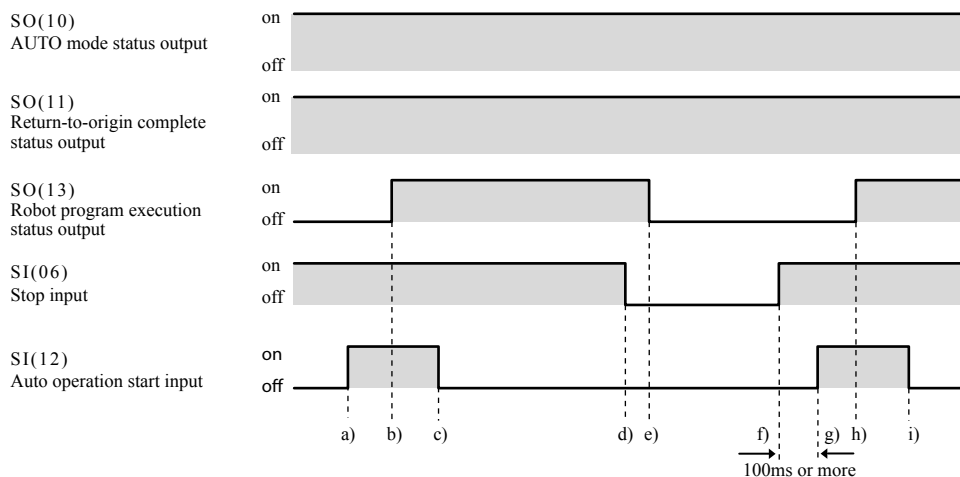 SO(10)
AUTO mode status output
on
off
SO(11)
Return-to-origin complete
status output
on
off
SO(13)
Robot program execution
status output
on
off
SI(06)
Stop input
on
off
SI(12)
Auto operation start input
on
off
a) b) c) d) e) f) g) h) i)
100ms or more